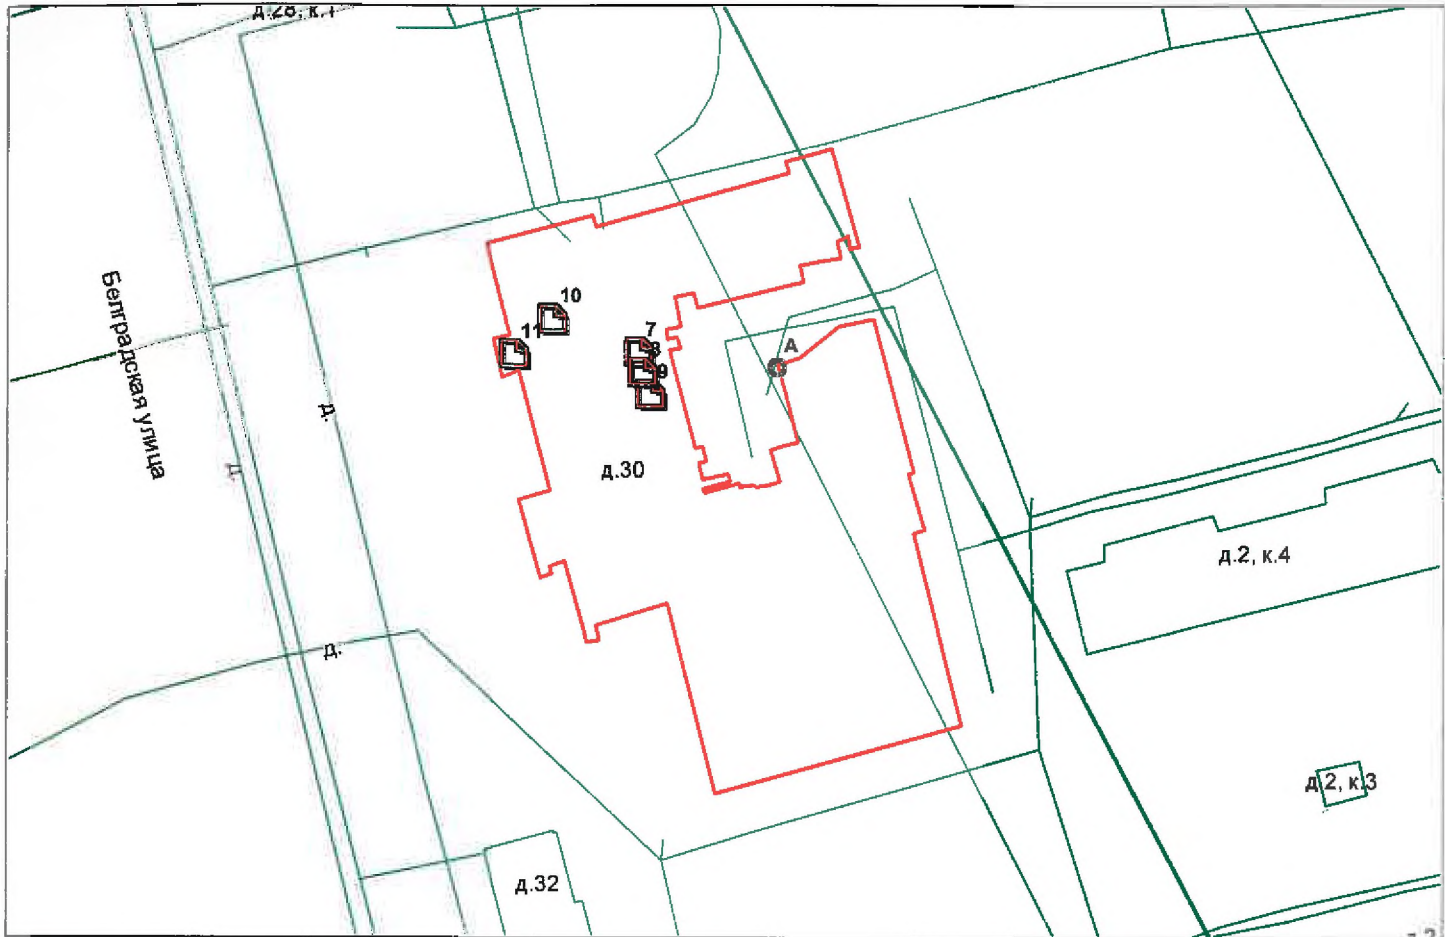 д.28, к.1
10
11
7
8
9
А
Белградская улица
д.
д.
д.30
д.2, к.4
д.
д.2, к.3
д.32